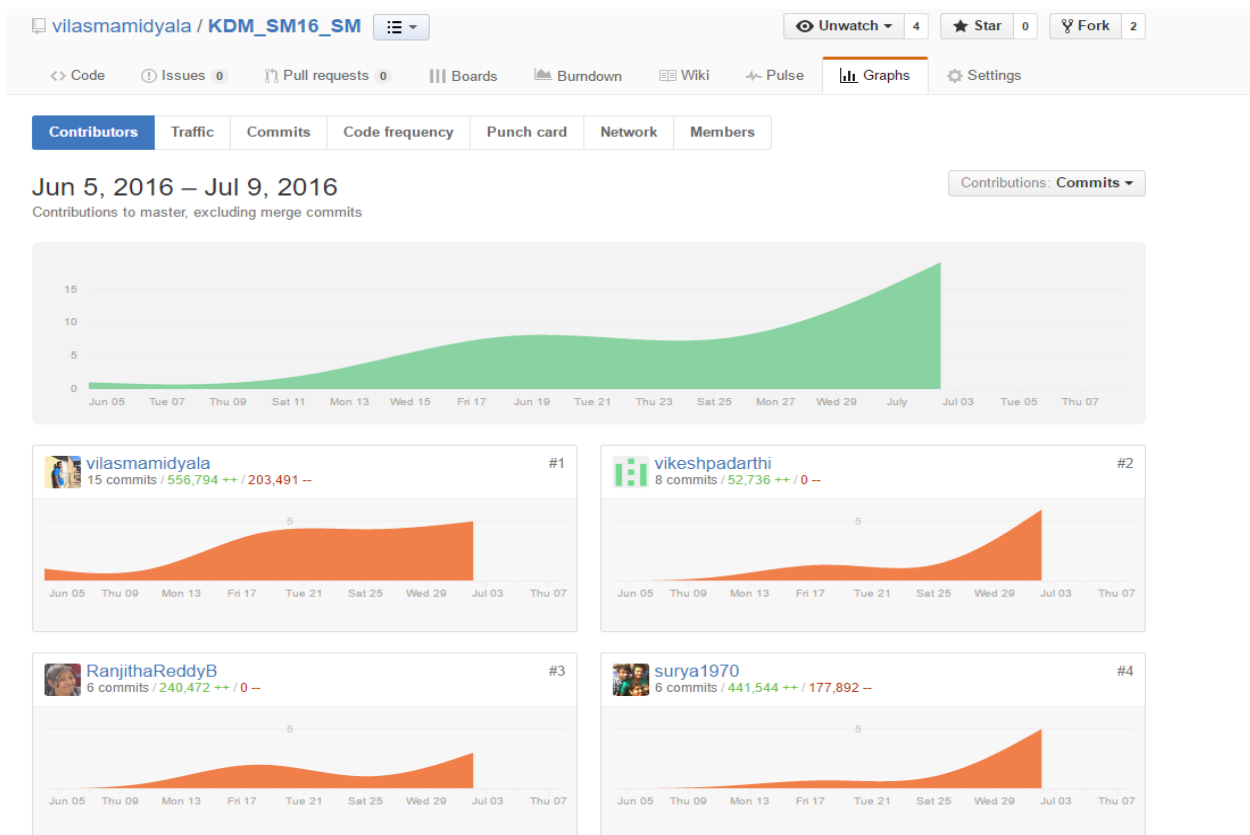 vilasmamidyala / KDM_SM16_SM Unwatch 4 Star 0 Fork 2
Code Issues 0 Pull requests 0 Boards Burndown Wiki Pulse Graphs Settings
Contributors Traffic Commits Code frequency Punch card Network Members
Jun 5, 2016 – Jul 9, 2016 Contributions: Commits
Contributions to master, excluding merge commits
15
10
5
0
Jun 05 Tue 07 Thu 09 Sat 11 Mon 13 Wed 15 Fri 17 Jun 19 Tue 21 Thu 23 Sat 25 Mon 27 Wed 29 July Jul 03 Tue 05 Thu 07
vilasmamidyala #1
15 commits / 556,794 ++ / 203,491 --
5
Jun 05 Thu 09 Mon 13 Fri 17 Tue 21 Sat 25 Wed 29 Jul 03 Thu 07
vikeshpadarthi #2
8 commits / 52,736 ++ / 0 --
5
Jun 05 Thu 09 Mon 13 Fri 17 Tue 21 Sat 25 Wed 29 Jul 03 Thu 07
RanjithaReddyB #3
6 commits / 240,472 ++ / 0 --
5
Jun 05 Thu 09 Mon 13 Fri 17 Tue 21 Sat 25 Wed 29 Jul 03 Thu 07
surya1970 #4
6 commits / 441,544 ++ / 177,892 --
5
Jun 05 Thu 09 Mon 13 Fri 17 Tue 21 Sat 25 Wed 29 Jul 03 Thu 07